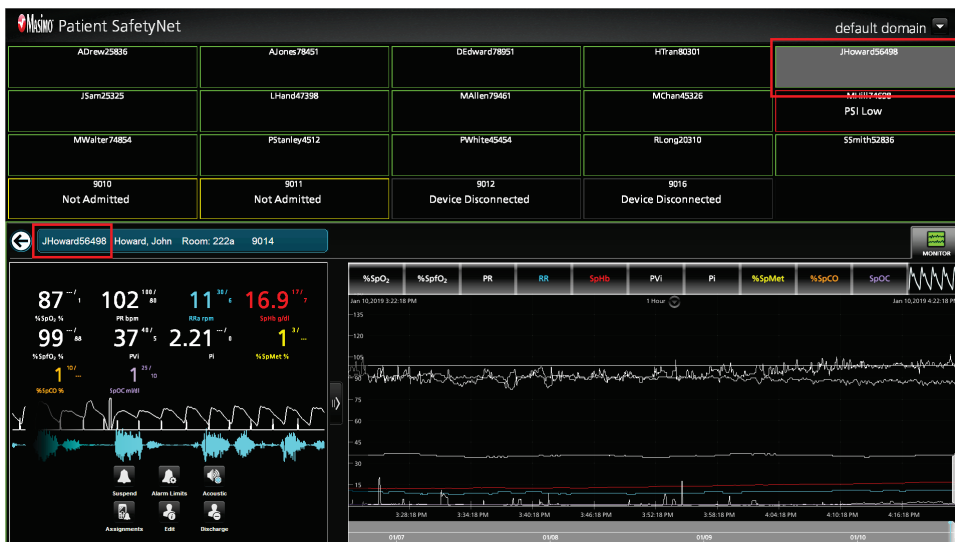 Masimo Patient SafetyNet
default domain
ADrew25836 AJones78451 DEdward78951 HTran80301 JHoward56498
JSam25325 LHand47398 MAllen79461 MChan45326 MHill74698
PSI Low
MWalter74854 PStanley4512 PWhite45454 RLong20310 SSmith52836
9010 9011 9012 9016
Not Admitted Not Admitted Device Disconnected Device Disconnected
JHoward56498 Howard, John Room: 222a 9014
MONITOR
%SpO₂ %SpfO₂ PR RR SpHb PVi Pi %SpMet %SpCO SpOC
Jan 10,2019 3:22:18 PM 1 Hour Jan 10,2019 4:22:18 PM
87 ---/ 1 102 180/ 80 11 30/ 6 16.9 17/ 7
%SpO₂ % PR bpm RRa rpm SpHb g/dl
99 ---/ 88 37 40/ 5 2.21 ---/ 0 1 3/ ---
%SpfO₂ % PVi Pi %SpMet %
1 10/ --- 1 25/ 10
%SpCO % SpOC ml/dl
135
120
105
90
75
60
45
30
15
Suspend Alarm Limits Acoustic
Assignments Edit Discharge
3:28:18 PM 3:34:18 PM 3:40:18 PM 3:46:18 PM 3:52:18 PM 3:58:18 PM 4:04:18 PM 4:10:18 PM 4:16:18 PM
01/07 01/08 01/09 01/10